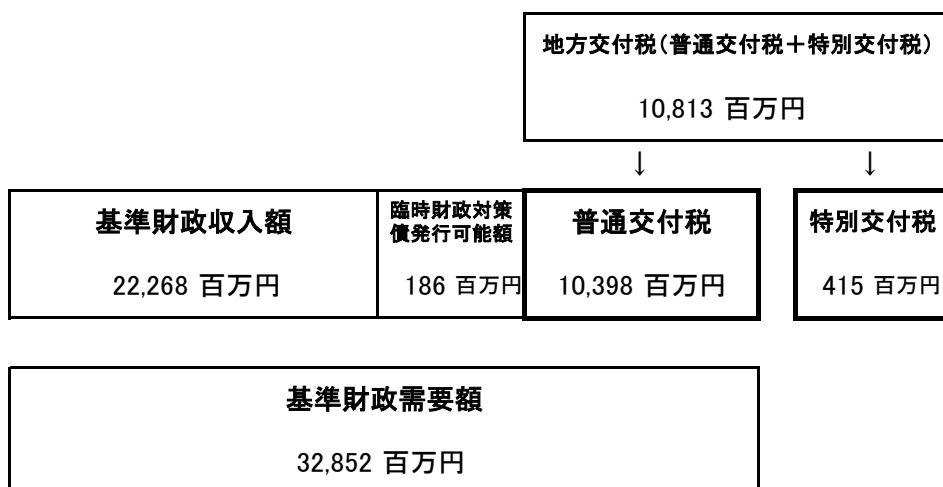 地方交付税(普通交付税＋特別交付税)
10,813 百万円
↓ ↓
基準財政収入額
22,268 百万円
臨時財政対策
債発行可能額
186 百万円
普通交付税
10,398 百万円
特別交付税
415 百万円
基準財政需要額
32,852 百万円